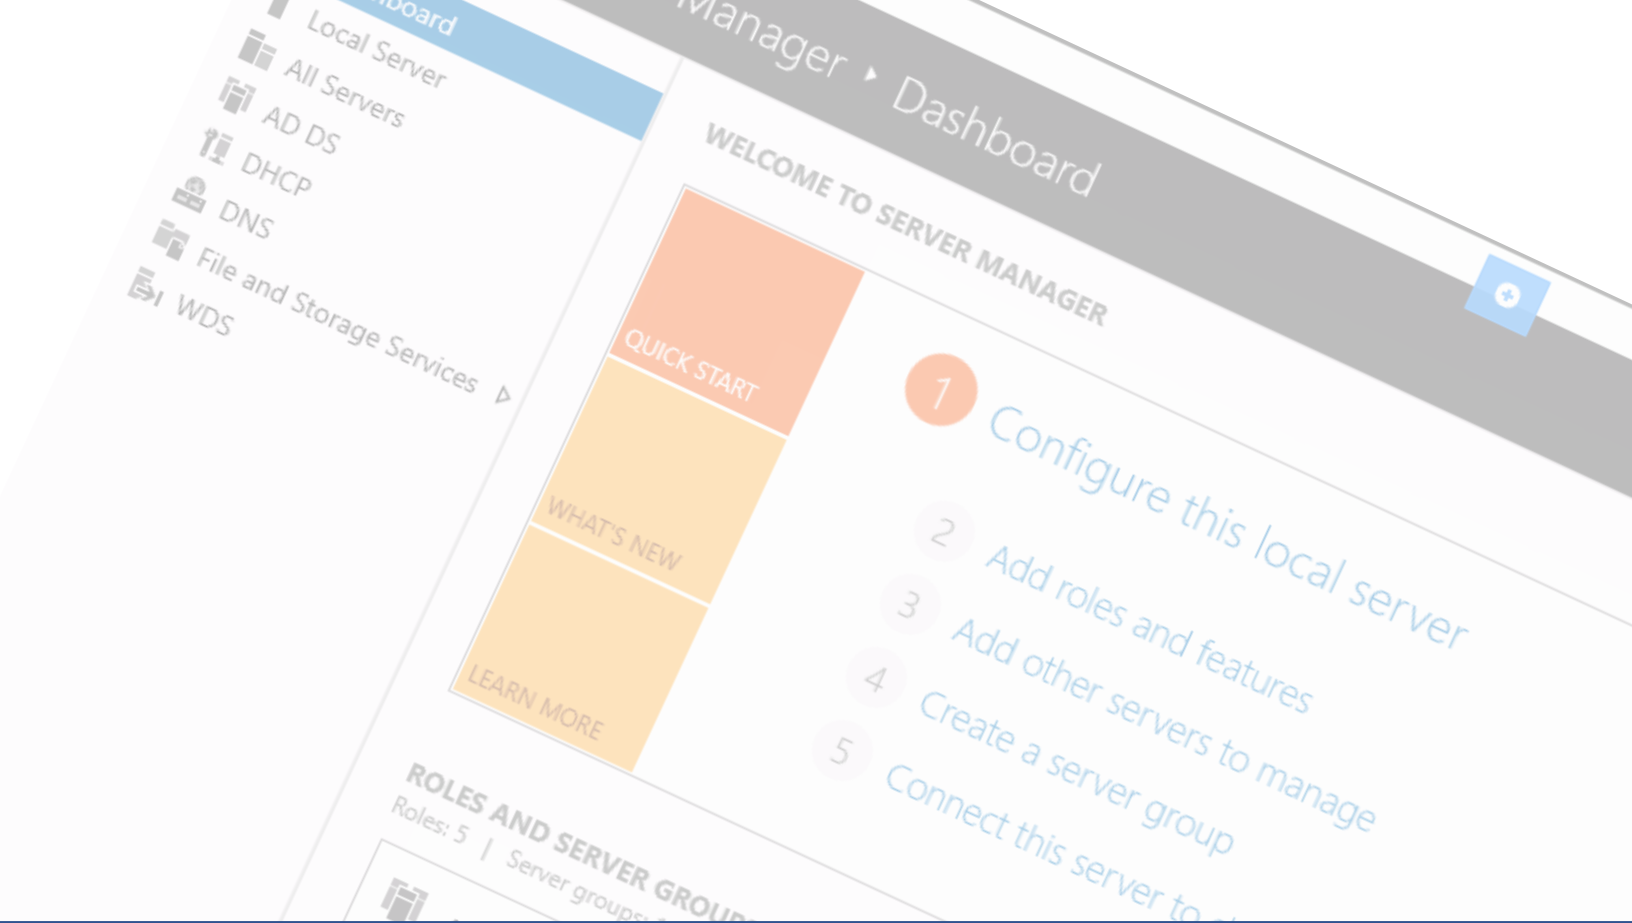 Manager ▸ Dashboard
board
Local Server
All Servers
AD DS
DHCP
DNS
File and Storage Services
WDS
WELCOME TO SERVER MANAGER
QUICK START
WHAT'S NEW
LEARN MORE
1 Configure this local server
2 Add roles and features
3 Add other servers to manage
4 Create a server group
5 Connect this server to
ROLES AND SERVER GROUP
Roles: 5 | Server groups: